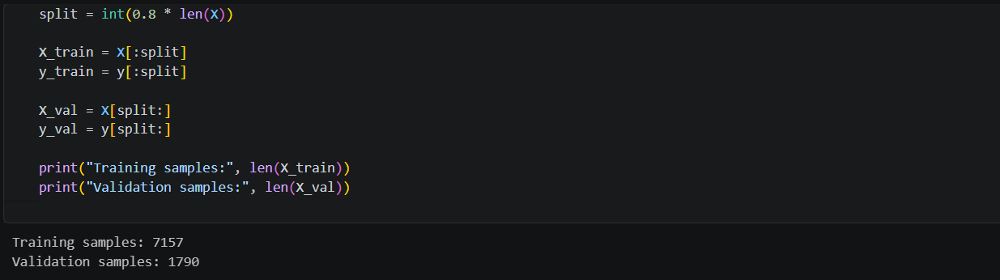 split = int(0.8 * len(X))
X_train = X[:split]
y_train = y[:split]
X_val = X[split:]
y_val = y[split:]
print("Training samples:", len(X_train))
print("Validation samples:", len(X_val))
Training samples: 7157
Validation samples: 1790